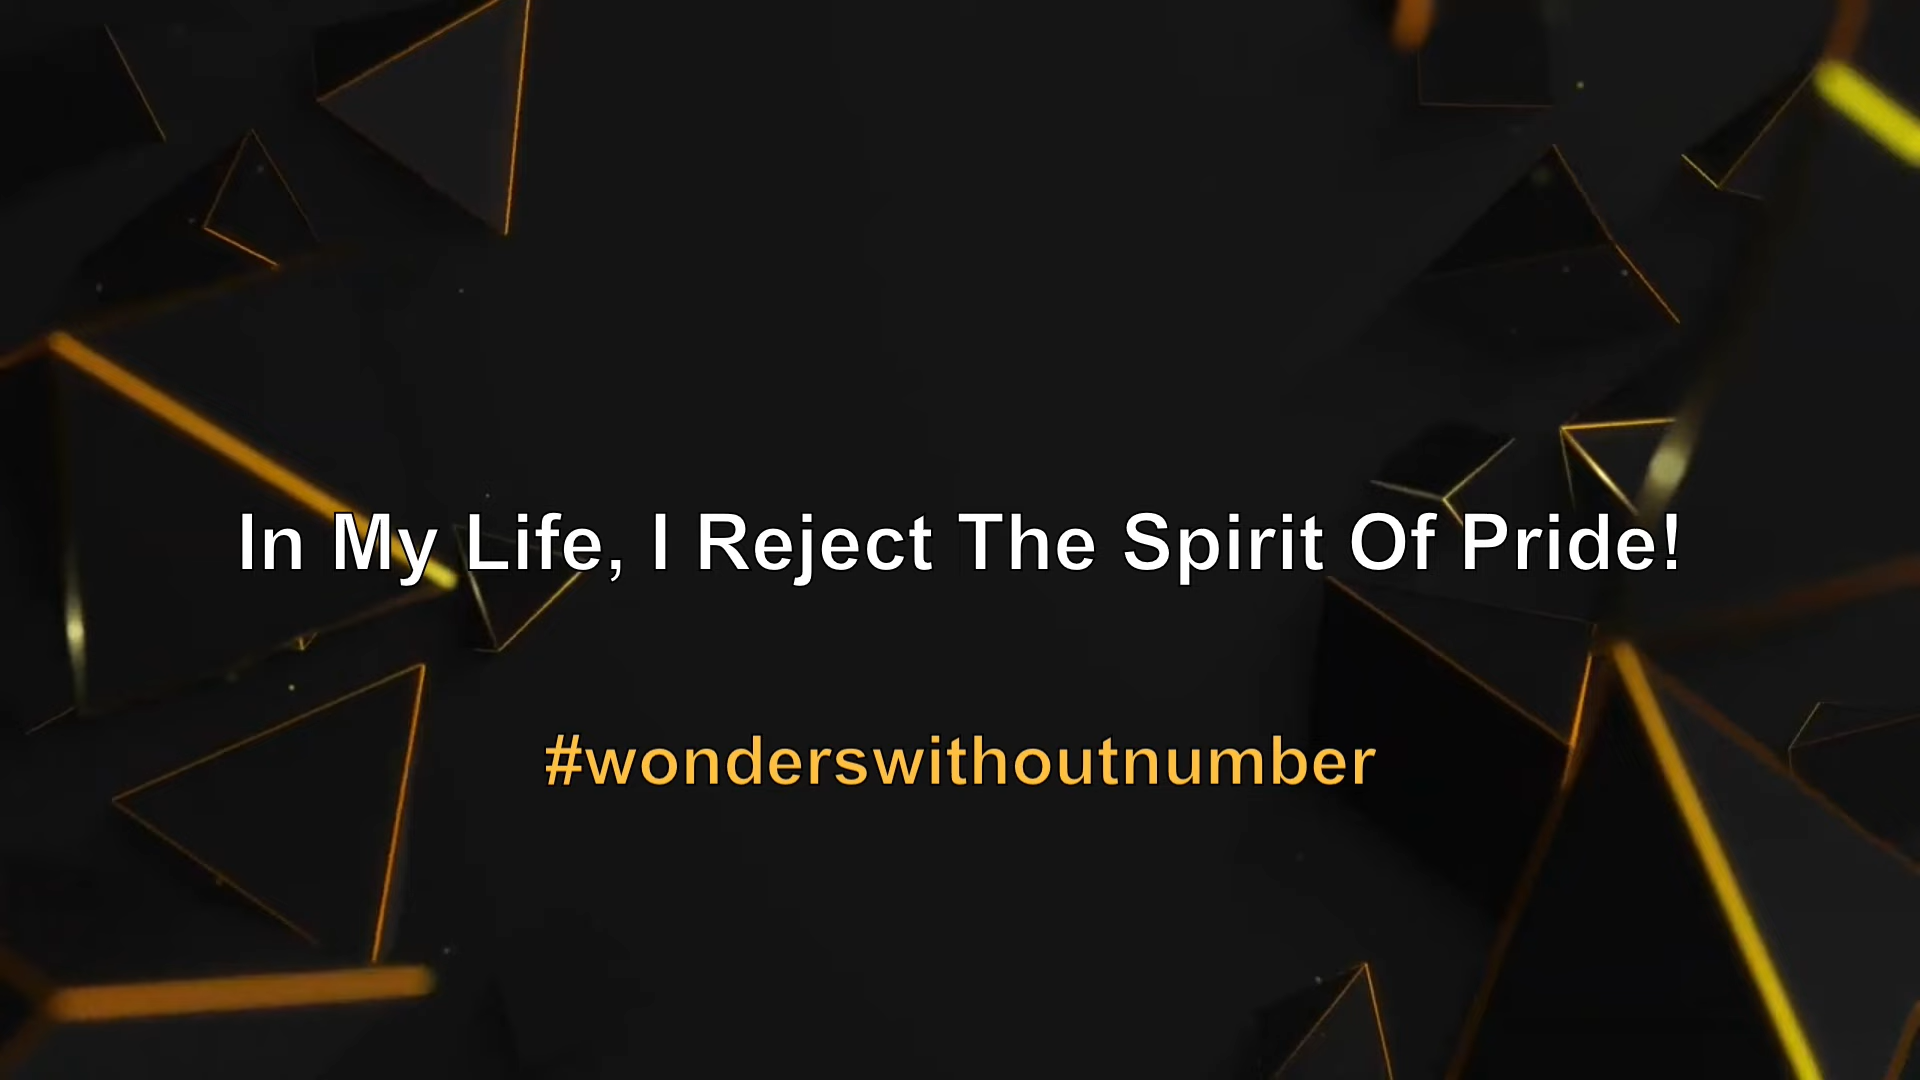 In My Life, I Reject The Spirit Of Pride!
#wonderswithoutnumber